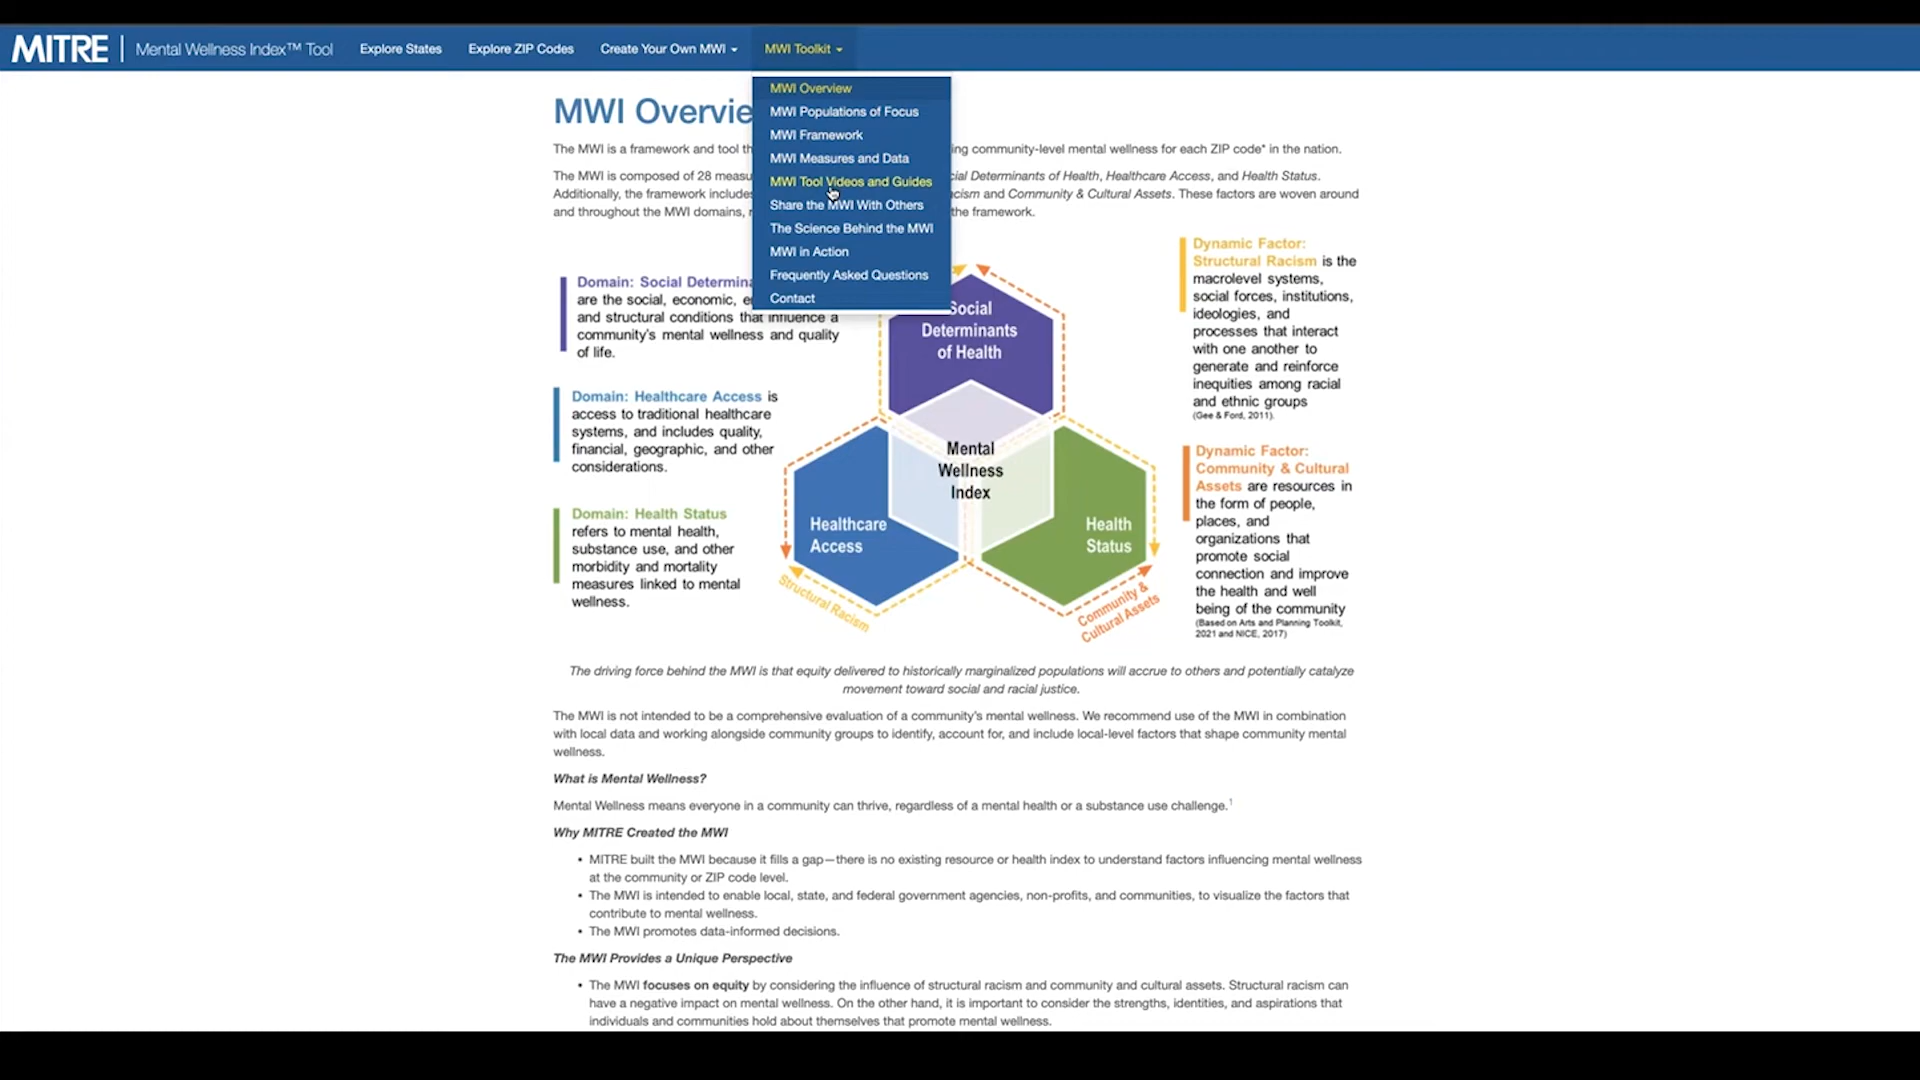 MITRE | Mental Wellness Index™ Tool
Explore States
Explore ZIP Codes
Create Your Own MWI
MWI Toolkit
MWI Overview
MWI Populations of Focus
MWI Framework
MWI Measures and Data
MWI Tool Videos and Guides
Share the MWI With Others
The Science Behind the MWI
MWI in Action
Frequently Asked Questions
Contact
MWI Overvie
The MWI is a framework and tool th
ing community-level mental wellness for each ZIP code* in the nation.
The MWI is composed of 28 measu
cial Determinants of Health, Healthcare Access, and Health Status.
Additionally, the framework includes
cism and Community & Cultural Assets. These factors are woven around
and throughout the MWI domains, r
the framework.
Domain: Social Determina
are the social, economic, e
and structural conditions that influence a
community's mental wellness and quality
of life.
Domain: Healthcare Access is
access to traditional healthcare
systems, and includes quality,
financial, geographic, and other
considerations.
Domain: Health Status
refers to mental health,
substance use, and other
morbidity and mortality
measures linked to mental
wellness.
Social
Determinants
of Health
Mental
Wellness
Index
Healthcare
Access
Health
Status
Structural Racism
Community &
Cultural Assets
Dynamic Factor:
Structural Racism is the
macrolevel systems,
social forces, institutions,
ideologies, and
processes that interact
with one another to
generate and reinforce
inequities among racial
and ethnic groups
(Gee & Ford, 2011).
Dynamic Factor:
Community & Cultural
Assets are resources in
the form of people,
places, and
organizations that
promote social
connection and improve
the health and well
being of the community
(Based on Arts and Planning Toolkit,
2021 and NICE, 2017)
The driving force behind the MWI is that equity delivered to historically marginalized populations will accrue to others and potentially catalyze
movement toward social and racial justice.
The MWI is not intended to be a comprehensive evaluation of a community's mental wellness. We recommend use of the MWI in combination
with local data and working alongside community groups to identify, account for, and include local-level factors that shape community mental
wellness.
What is Mental Wellness?
Mental Wellness means everyone in a community can thrive, regardless of a mental health or a substance use challenge.1
Why MITRE Created the MWI
• MITRE built the MWI because it fills a gap—there is no existing resource or health index to understand factors influencing mental wellness
at the community or ZIP code level.
• The MWI is intended to enable local, state, and federal government agencies, non-profits, and communities, to visualize the factors that
contribute to mental wellness.
• The MWI promotes data-informed decisions.
The MWI Provides a Unique Perspective
• The MWI focuses on equity by considering the influence of structural racism and community and cultural assets. Structural racism can
have a negative impact on mental wellness. On the other hand, it is important to consider the strengths, identities, and aspirations that
individuals and communities hold about themselves that promote mental wellness.